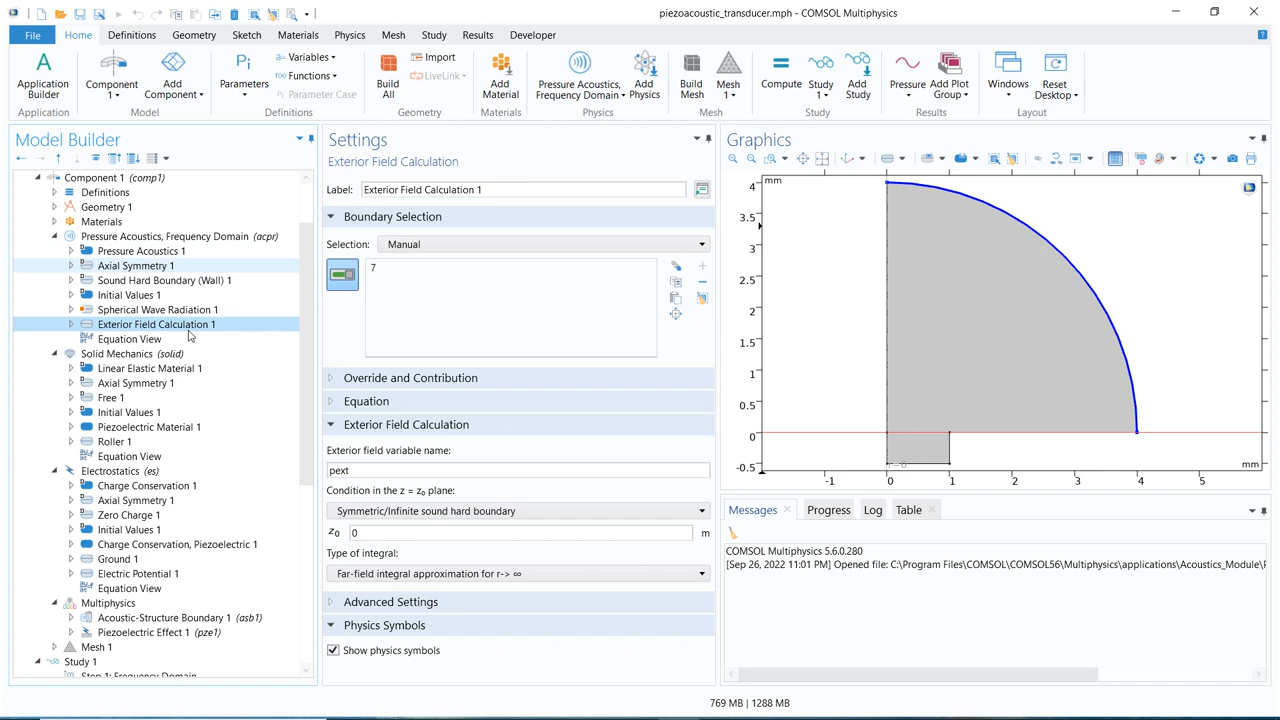 piezoacoustic_transducer.mph - COMSOL Multiphysics
File Home Definitions Geometry Sketch Materials Physics Mesh Study Results Developer
Application Builder
Application
Component 1
Add Component
Model
Parameters
Variables
Functions
Parameter Case
Definitions
Build All
Import
LiveLink
Geometry
Add Material
Materials
Pressure Acoustics, Frequency Domain
Add Physics
Physics
Build Mesh
Mesh 1
Mesh
Compute
Study 1
Add Study
Study
Pressure
Add Plot Group
Results
Windows
Reset Desktop
Layout
Model Builder
Component 1 (comp1)
Definitions
Geometry 1
Materials
Pressure Acoustics, Frequency Domain (acpr)
Pressure Acoustics 1
Axial Symmetry 1
Sound Hard Boundary (Wall) 1
Initial Values 1
Spherical Wave Radiation 1
Exterior Field Calculation 1
Equation View
Solid Mechanics (solid)
Linear Elastic Material 1
Axial Symmetry 1
Free 1
Initial Values 1
Piezoelectric Material 1
Roller 1
Equation View
Electrostatics (es)
Charge Conservation 1
Axial Symmetry 1
Zero Charge 1
Initial Values 1
Charge Conservation, Piezoelectric 1
Ground 1
Electric Potential 1
Equation View
Multiphysics
Acoustic-Structure Boundary 1 (asb1)
Piezoelectric Effect 1 (pze1)
Mesh 1
Study 1
Step 1: Frequency Domain
Settings
Exterior Field Calculation
Label: Exterior Field Calculation 1
Boundary Selection
Selection: Manual
7
Override and Contribution
Equation
Exterior Field Calculation
Exterior field variable name:
pext
Condition in the z = z₀ plane:
Symmetric/Infinite sound hard boundary
z₀ 0 m
Type of integral:
Far-field integral approximation for r-> ∞
Advanced Settings
Physics Symbols
Show physics symbols
Graphics
mm
4
3.5
3
2.5
2
1.5
1
0.5
0
-0.5
r=0
mm
-1 0 1 2 3 4 5
Messages Progress Log Table
COMSOL Multiphysics 5.6.0.280
[Sep 26, 2022 11:01 PM] Opened file: C:\Program Files\COMSOL\COMSOL56\Multiphysics\applications\Acoustics_Module\
769 MB | 1288 MB